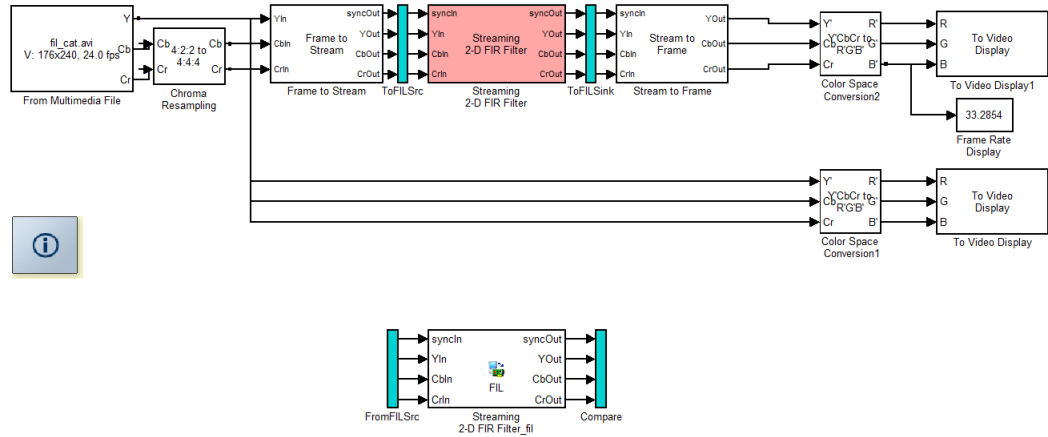 fil_cat.avi
V: 176x240, 24.0 fps
Y
Cb
Cr
From Multimedia File
Cb
Cr
4:2:2 to
4:4:4
Cb
Cr
Chroma
Resampling
YIn
CbIn
CrIn
Frame to
Stream
syncOut
YOut
CbOut
CrOut
Frame to Stream
ToFILSrc
syncIn
YIn
CbIn
CrIn
Streaming
2-D FIR Filter
syncOut
YOut
CbOut
CrOut
Streaming
2-D FIR Filter
ToFILSink
syncIn
YIn
CbIn
CrIn
Stream to
Frame
YOut
CbOut
CrOut
Stream to Frame
Y'
Cb
Cr
Y'CbCr to
R'G'B'
R'
G'
B'
Color Space
Conversion2
R
G
B
To Video
Display
To Video Display1
33.2854
Frame Rate
Display
Y'
Cb
Cr
Y'CbCr to
R'G'B'
R'
G'
B'
Color Space
Conversion1
R
G
B
To Video
Display
To Video Display
FromFILSrc
syncIn
YIn
CbIn
CrIn
FIL
syncOut
YOut
CbOut
CrOut
Streaming
2-D FIR Filter_fil
Compare